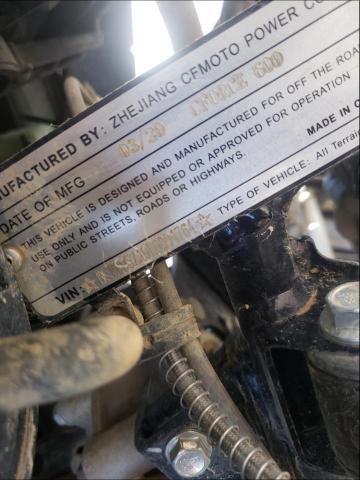 UFACTURED BY: ZHEJIANG CFMOTO POWER CO
DATE OF MFG 03/20 CFORCE 600
THIS VEHICLE IS DESIGNED AND MANUFACTURED FOR OFF THE ROA
USE ONLY AND IS NOT EQUIPPED OR APPROVED FOR OPERATION
ON PUBLIC STREETS, ROADS OR HIGHWAYS.
MADE IN
VIN: TYPE OF VEHICLE: All Terrai